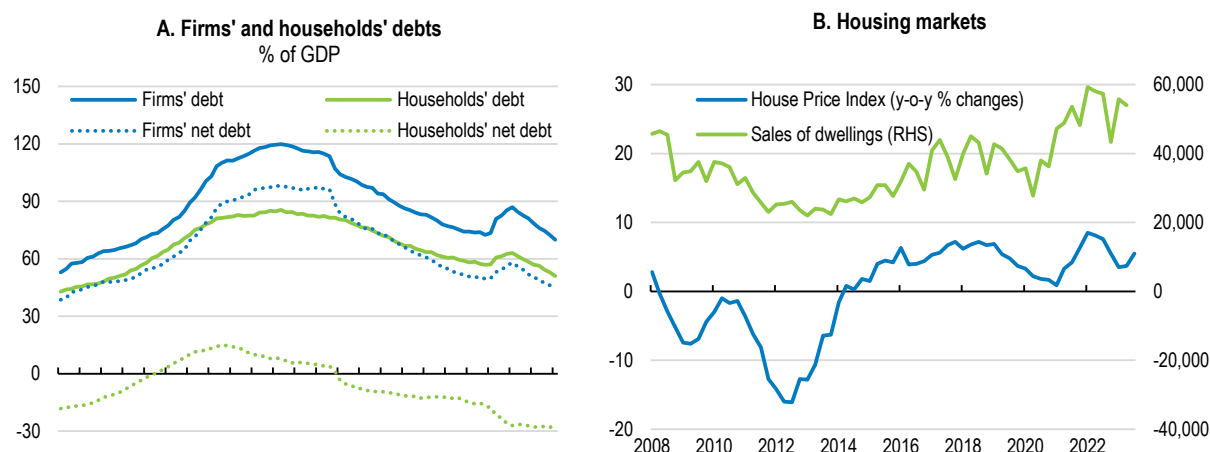 A. Firms' and households' debts
% of GDP
150
120
90
60
30
0
-30
Firms' debt
Households' debt
Firms' net debt
Households' net debt
B. Housing markets
30
20
10
0
-10
-20
House Price Index (y-o-y % changes)
Sales of dwellings (RHS)
60,000
40,000
20,000
0
-20,000
-40,000
2008 2010 2012 2014 2016 2018 2020 2022